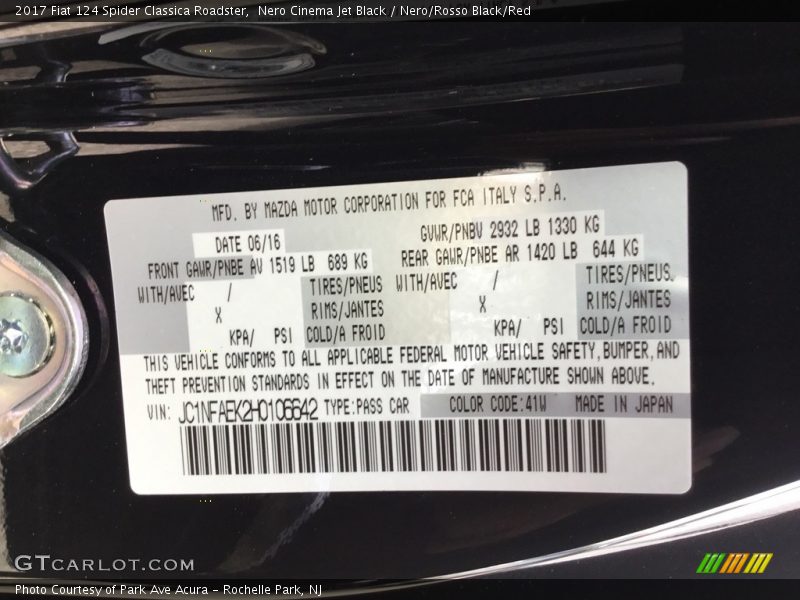 2017 Fiat 124 Spider Classica Roadster,  Nero Cinema Jet Black / Nero/Rosso Black/Red
MFD. BY MAZDA MOTOR CORPORATION FOR FCA ITALY S.P.A.
DATE 06/16 GVWR/PNBV 2932 LB 1330 KG
FRONT GAWR/PNBE AV 1519 LB 689 KG REAR GAWR/PNBE AR 1420 LB 644 KG
WITH/AVEC / TIRES/PNEUS WITH/AVEC / TIRES/PNEUS.
X RIMS/JANTES X RIMS/JANTES
KPA/ PSI COLD/A FROID KPA/ PSI COLD/A FROID
THIS VEHICLE CONFORMS TO ALL APPLICABLE FEDERAL MOTOR VEHICLE SAFETY, BUMPER, AND
THEFT PREVENTION STANDARDS IN EFFECT ON THE DATE OF MANUFACTURE SHOWN ABOVE.
VIN: JC1NFAEK2H0106642 TYPE:PASS CAR COLOR CODE:41W MADE IN JAPAN
GTCARLOT.COM
Photo Courtesy of Park Ave Acura - Rochelle Park, NJ